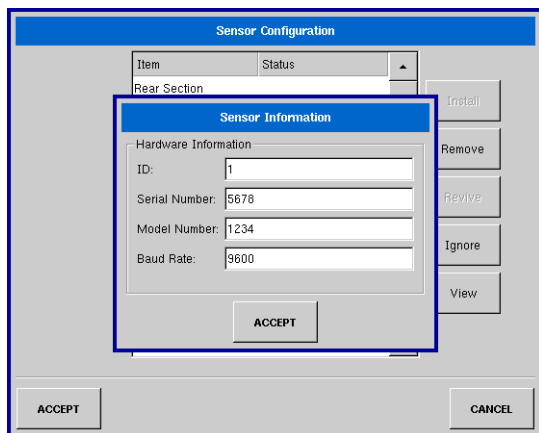 Sensor Configuration
Item Status
Rear Section
Install
Sensor Information
Hardware Information
Remove
ID: 1
Serial Number: 5678
Revive
Model Number: 1234
Ignore
Baud Rate: 9600
View
ACCEPT
ACCEPT CANCEL